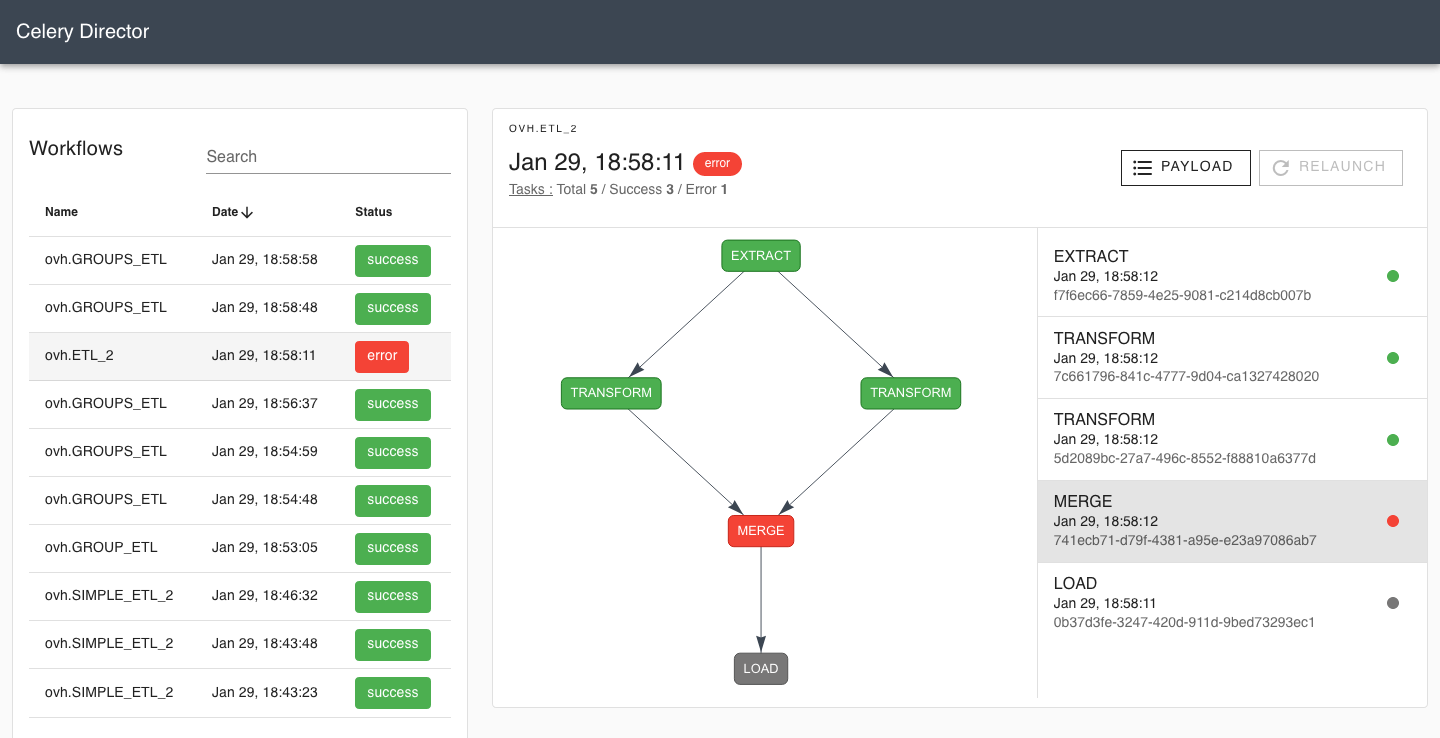 Celery Director
Workflows
Search
Name Date Status
ovh.GROUPS_ETL Jan 29, 18:58:58 success
ovh.GROUPS_ETL Jan 29, 18:58:48 success
ovh.ETL_2 Jan 29, 18:58:11 error
ovh.GROUPS_ETL Jan 29, 18:56:37 success
ovh.GROUPS_ETL Jan 29, 18:54:59 success
ovh.GROUPS_ETL Jan 29, 18:54:48 success
ovh.GROUP_ETL Jan 29, 18:53:05 success
ovh.SIMPLE_ETL_2 Jan 29, 18:46:32 success
ovh.SIMPLE_ETL_2 Jan 29, 18:43:48 success
ovh.SIMPLE_ETL_2 Jan 29, 18:43:23 success
OVH.ETL_2
Jan 29, 18:58:11 error
Tasks : Total 5 / Success 3 / Error 1
PAYLOAD
RELAUNCH
EXTRACT
TRANSFORM TRANSFORM
MERGE
LOAD
EXTRACT
Jan 29, 18:58:12
f7f6ec66-7859-4e25-9081-c214d8cb007b
TRANSFORM
Jan 29, 18:58:12
7c661796-841c-4777-9d04-ca1327428020
TRANSFORM
Jan 29, 18:58:12
5d2089bc-27a7-496c-8552-f88810a6377d
MERGE
Jan 29, 18:58:12
741ecb71-d79f-4381-a95e-e23a97086ab7
LOAD
Jan 29, 18:58:11
0b37d3fe-3247-420d-911d-9bed73293ec1